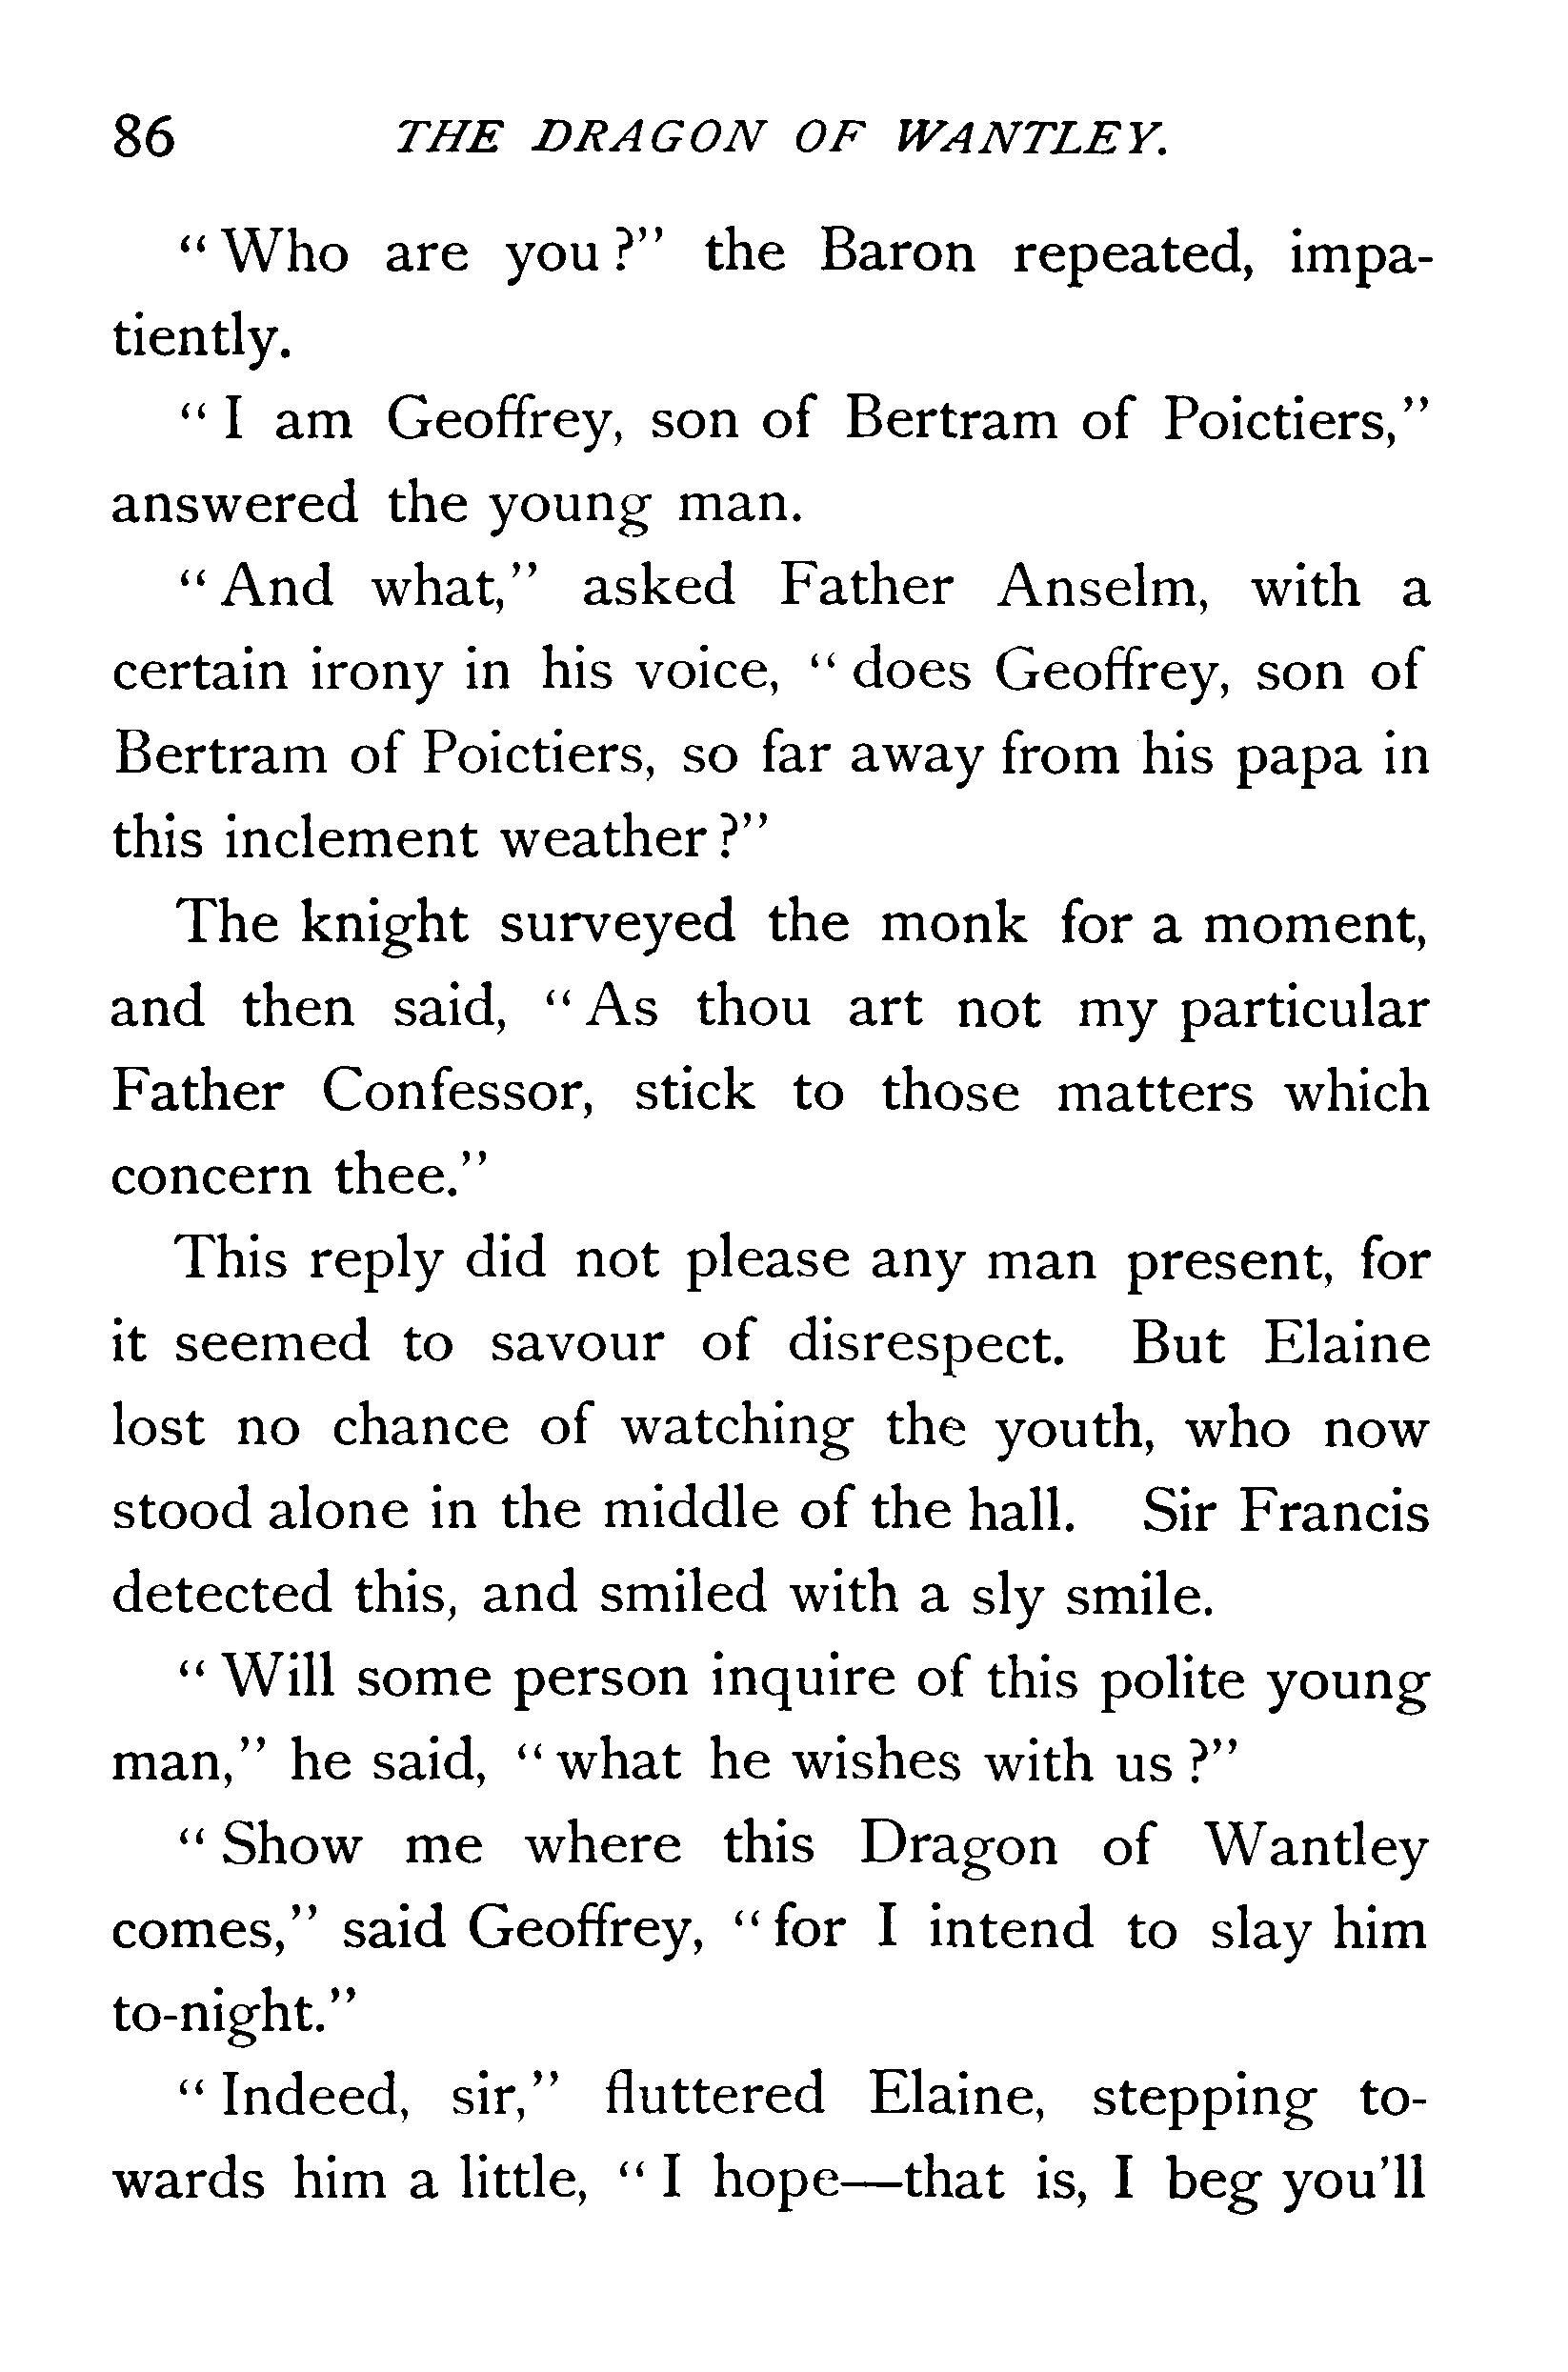 86 THE DRAGON OF WANTLEY.
"Who are you?" the Baron repeated, impa-
tiently.
"I am Geoffrey, son of Bertram of Poictiers,"
answered the young man.
"And what," asked Father Anselm, with a
certain irony in his voice, "does Geoffrey, son of
Bertram of Poictiers, so far away from his papa in
this inclement weather?"
The knight surveyed the monk for a moment,
and then said, "As thou art not my particular
Father Confessor, stick to those matters which
concern thee."
This reply did not please any man present, for
it seemed to savour of disrespect. But Elaine
lost no chance of watching the youth, who now
stood alone in the middle of the hall. Sir Francis
detected this, and smiled with a sly smile.
"Will some person inquire of this polite young
man," he said, "what he wishes with us?"
"Show me where this Dragon of Wantley
comes," said Geoffrey, "for I intend to slay him
to-night."
"Indeed, sir," fluttered Elaine, stepping to-
wards him a little, "I hope—that is, I beg you'll